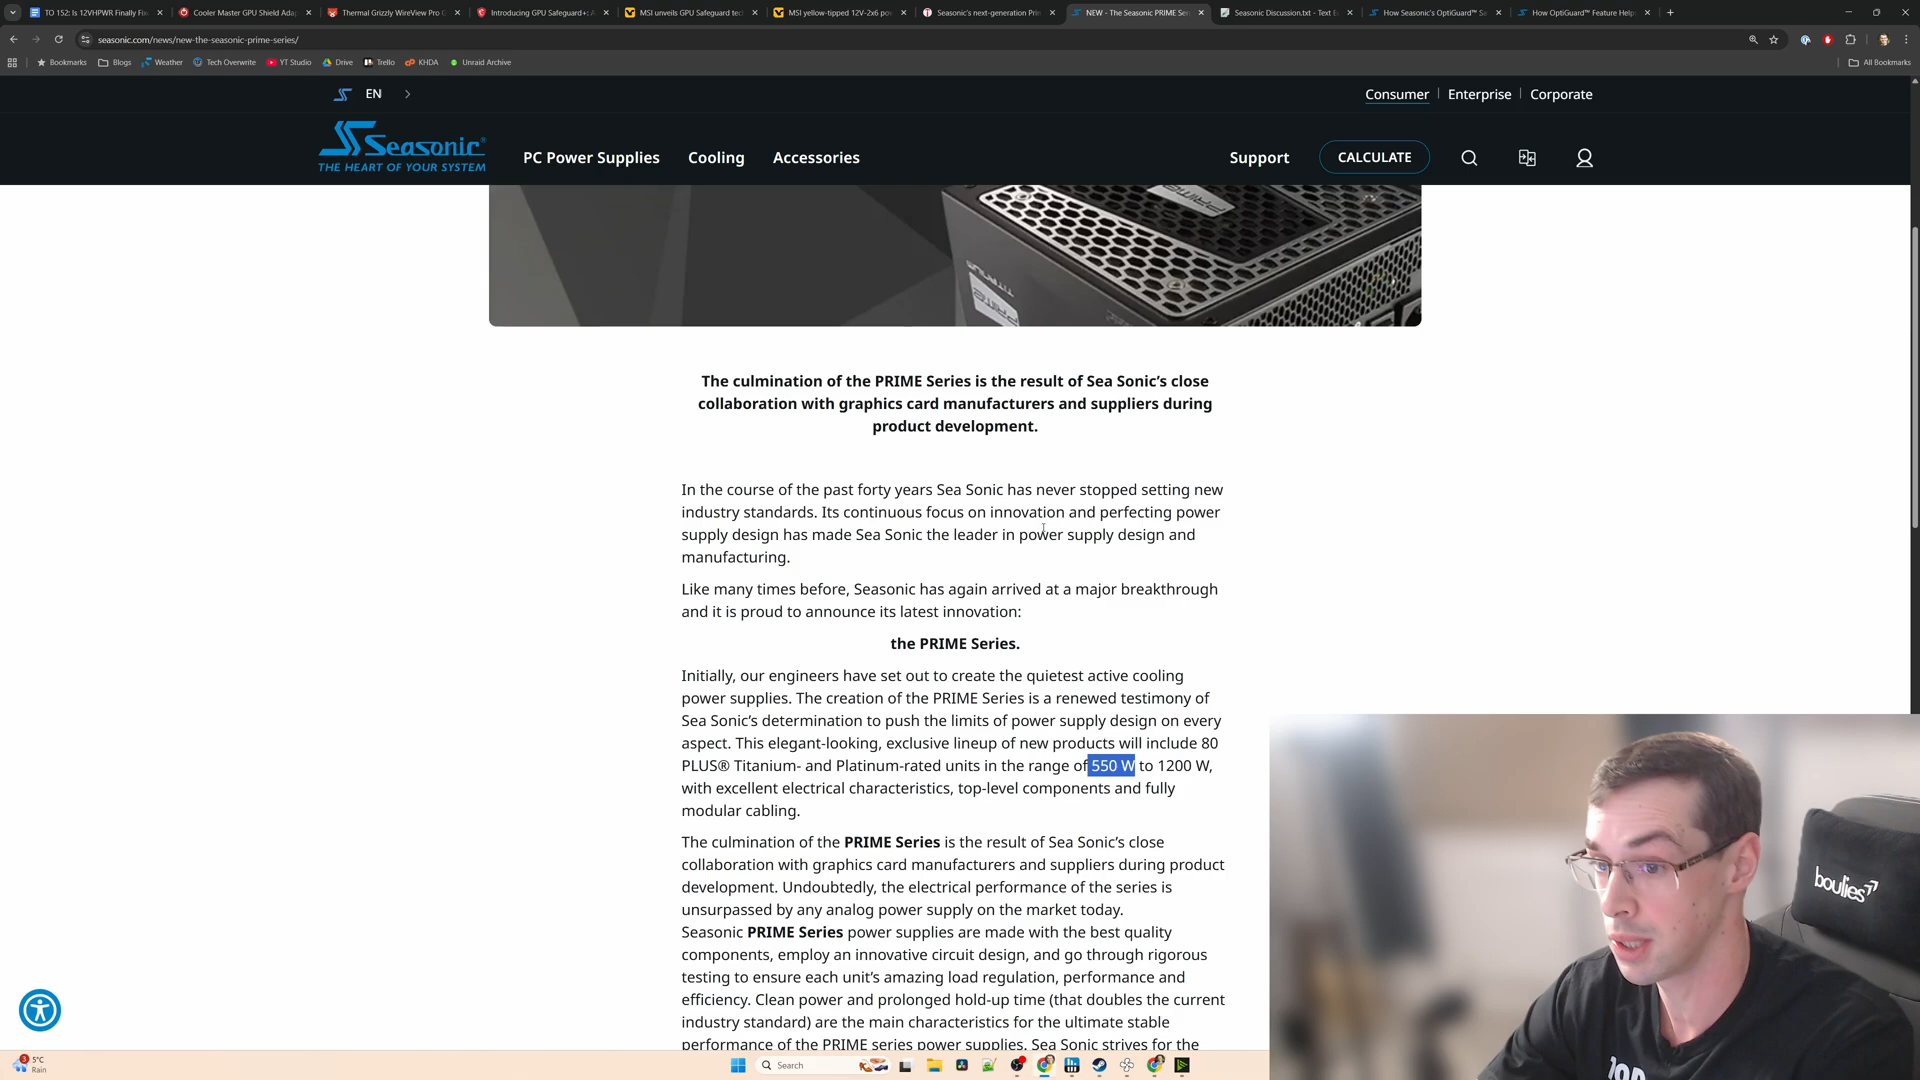 TO 152: Is 12VHPWR Finally Fix
Cooler Master GPU Shield Adap
Thermal Grizzly WireView Pro G
Introducing GPU Safeguard+: A
MSI unveils GPU Safeguard tec
MSI yellow-tipped 12V-2x6 po
Seasonic's next-generation Prim
NEW - The Seasonic PRIME Seri
Seasonic Discussion.txt - Text E
How Seasonic's OptiGuard™ Sa
How OptiGuard™ Feature Help
seasonic.com/news/new-the-seasonic-prime-series/
Bookmarks
Blogs
Weather
Tech Overwrite
YT Studio
Drive
Trello
KHDA
Unraid Archive
All Bookmarks
EN
Consumer
Enterprise
Corporate
Seasonic®
THE HEART OF YOUR SYSTEM
PC Power Supplies
Cooling
Accessories
Support
CALCULATE
PRIME
TITANIUM
PRIME
The culmination of the PRIME Series is the result of Sea Sonic's close
collaboration with graphics card manufacturers and suppliers during
product development.
In the course of the past forty years Sea Sonic has never stopped setting new
industry standards. Its continuous focus on innovation and perfecting power
supply design has made Sea Sonic the leader in power supply design and
manufacturing.
Like many times before, Seasonic has again arrived at a major breakthrough
and it is proud to announce its latest innovation:
the PRIME Series.
Initially, our engineers have set out to create the quietest active cooling
power supplies. The creation of the PRIME Series is a renewed testimony of
Sea Sonic's determination to push the limits of power supply design on every
aspect. This elegant-looking, exclusive lineup of new products will include 80
PLUS® Titanium- and Platinum-rated units in the range of 550 W to 1200 W,
with excellent electrical characteristics, top-level components and fully
modular cabling.
The culmination of the PRIME Series is the result of Sea Sonic's close
collaboration with graphics card manufacturers and suppliers during product
development. Undoubtedly, the electrical performance of the series is
unsurpassed by any analog power supply on the market today.
Seasonic PRIME Series power supplies are made with the best quality
components, employ an innovative circuit design, and go through rigorous
testing to ensure each unit's amazing load regulation, performance and
efficiency. Clean power and prolonged hold-up time (that doubles the current
industry standard) are the main characteristics for the ultimate stable
performance of the PRIME series power supplies. Sea Sonic strives for the
boulies
3
5°C
Rain
Search